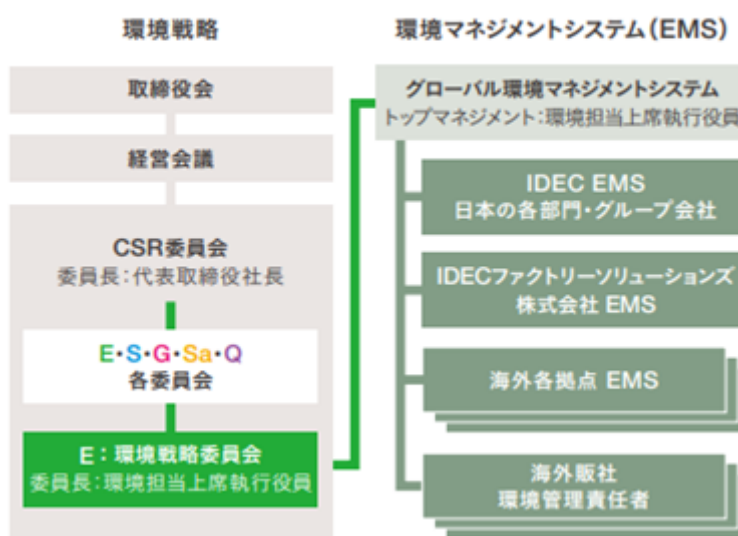 環境戦略
取締役会
経営会議
CSR委員会
委員長:代表取締役社長
E・S・G・Sa・Q
各委員会
E:環境戦略委員会
委員長:環境担当上席執行役員
環境マネジメントシステム(EMS)
グローバル環境マネジメントシステム
トップマネジメント:環境担当上席執行役員
IDEC EMS
日本の各部門・グループ会社
IDECファクトリーソリューションズ
株式会社 EMS
海外各拠点 EMS
海外販社
環境管理責任者